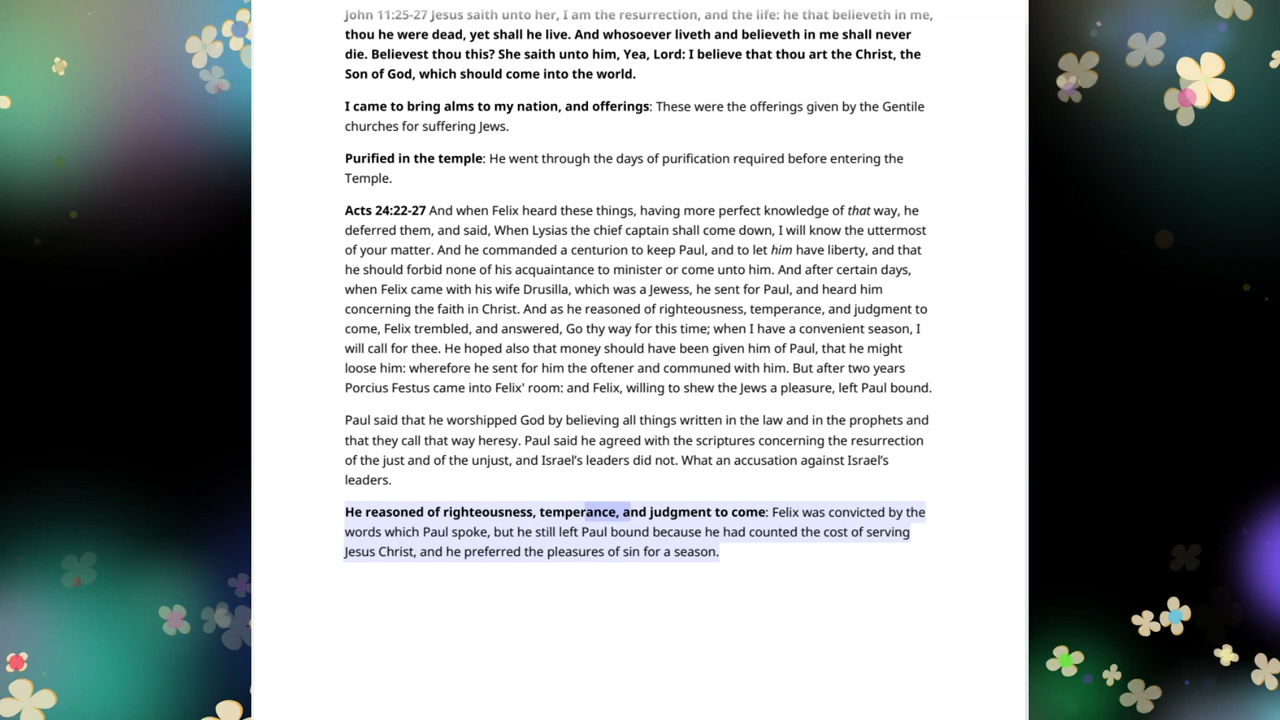 John 11:25-27 Jesus saith unto her, I am the resurrection, and the life: he that believeth in me,
thou he were dead, yet shall he live. And whosoever liveth and believeth in me shall never
die. Believest thou this? She saith unto him, Yea, Lord: I believe that thou art the Christ, the
Son of God, which should come into the world.
I came to bring alms to my nation, and offerings: These were the offerings given by the Gentile
churches for suffering Jews.
Purified in the temple: He went through the days of purification required before entering the
Temple.
Acts 24:22-27 And when Felix heard these things, having more perfect knowledge of that way, he
deferred them, and said, When Lysias the chief captain shall come down, I will know the uttermost
of your matter. And he commanded a centurion to keep Paul, and to let him have liberty, and that
he should forbid none of his acquaintance to minister or come unto him. And after certain days,
when Felix came with his wife Drusilla, which was a Jewess, he sent for Paul, and heard him
concerning the faith in Christ. And as he reasoned of righteousness, temperance, and judgment to
come, Felix trembled, and answered, Go thy way for this time; when I have a convenient season, I
will call for thee. He hoped also that money should have been given him of Paul, that he might
loose him: wherefore he sent for him the oftener and communed with him. But after two years
Porcius Festus came into Felix' room: and Felix, willing to shew the Jews a pleasure, left Paul bound.
Paul said that he worshipped God by believing all things written in the law and in the prophets and
that they call that way heresy. Paul said he agreed with the scriptures concerning the resurrection
of the just and of the unjust, and Israel’s leaders did not. What an accusation against Israel’s
leaders.
He reasoned of righteousness, temperance, and judgment to come: Felix was convicted by the
words which Paul spoke, but he still left Paul bound because he had counted the cost of serving
Jesus Christ, and he preferred the pleasures of sin for a season.